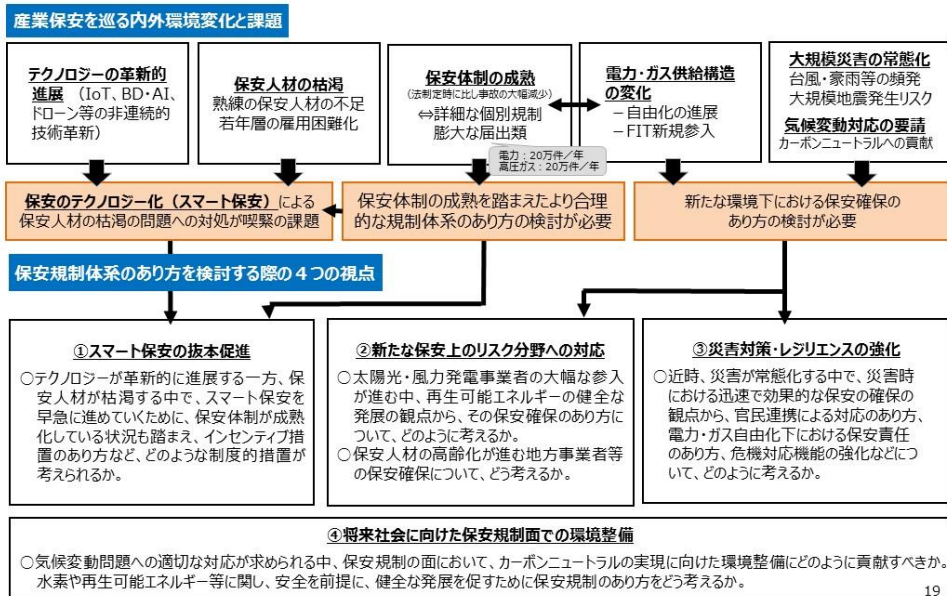 産業保安を巡る内外環境変化と課題
テクノロジーの革新的
進展 （IoT、BD・AI、
ドローン等の非連続的
技術革新）
保安人材の枯渇
熟練の保安人材の不足
若年層の雇用困難化
保安体制の成熟
（法制定時に比し事故の大幅減少）
⇔詳細な個別規制
膨大な届出類
電力：20万件／年
高圧ガス：20万件／年
電力・ガス供給構造
の変化
－自由化の進展
－FIT新規参入
大規模災害の常態化
台風・豪雨等の頻発
大規模地震発生リスク
気候変動対応の要請
カーボンニュートラルへの貢献
保安のテクノロジー化（スマート保安）による
保安人材の枯渇の問題への対処が喫緊の課題
保安体制の成熟を踏まえたより合理
的な規制体系のあり方の検討が必要
新たな環境下における保安確保の
あり方の検討が必要
保安規制体系のあり方を検討する際の４つの視点
①スマート保安の抜本促進
○テクノロジーが革新的に進展する一方、保
安人材が枯渇する中で、スマート保安を
早急に進めていくために、保安体制が成熟
化している状況も踏まえ、インセンティブ措
置のあり方など、どのような制度的措置が
考えられるか。
②新たな保安上のリスク分野への対応
○太陽光・風力発電事業者の大幅な参入
が進む中、再生可能エネルギーの健全な
発展の観点から、その保安確保のあり方に
ついて、どのように考えるか。
○保安人材の高齢化が進む地方事業者等
の保安確保について、どう考えるか。
③災害対策・レジリエンスの強化
○近時、災害が常態化する中で、災害時
における迅速で効果的な保安の確保の
観点から、官民連携による対応のあり方、
電力・ガス自由化下における保安責任
のあり方、危機対応機能の強化などにつ
いて、どのように考えるか。
④将来社会に向けた保安規制面での環境整備
○気候変動問題への適切な対応が求められる中、保安規制の面において、カーボンニュートラルの実現に向けた環境整備にどのように貢献すべきか。
水素や再生可能エネルギー等に関し、安全を前提に、健全な発展を促すために保安規制のあり方をどう考えるか。
19